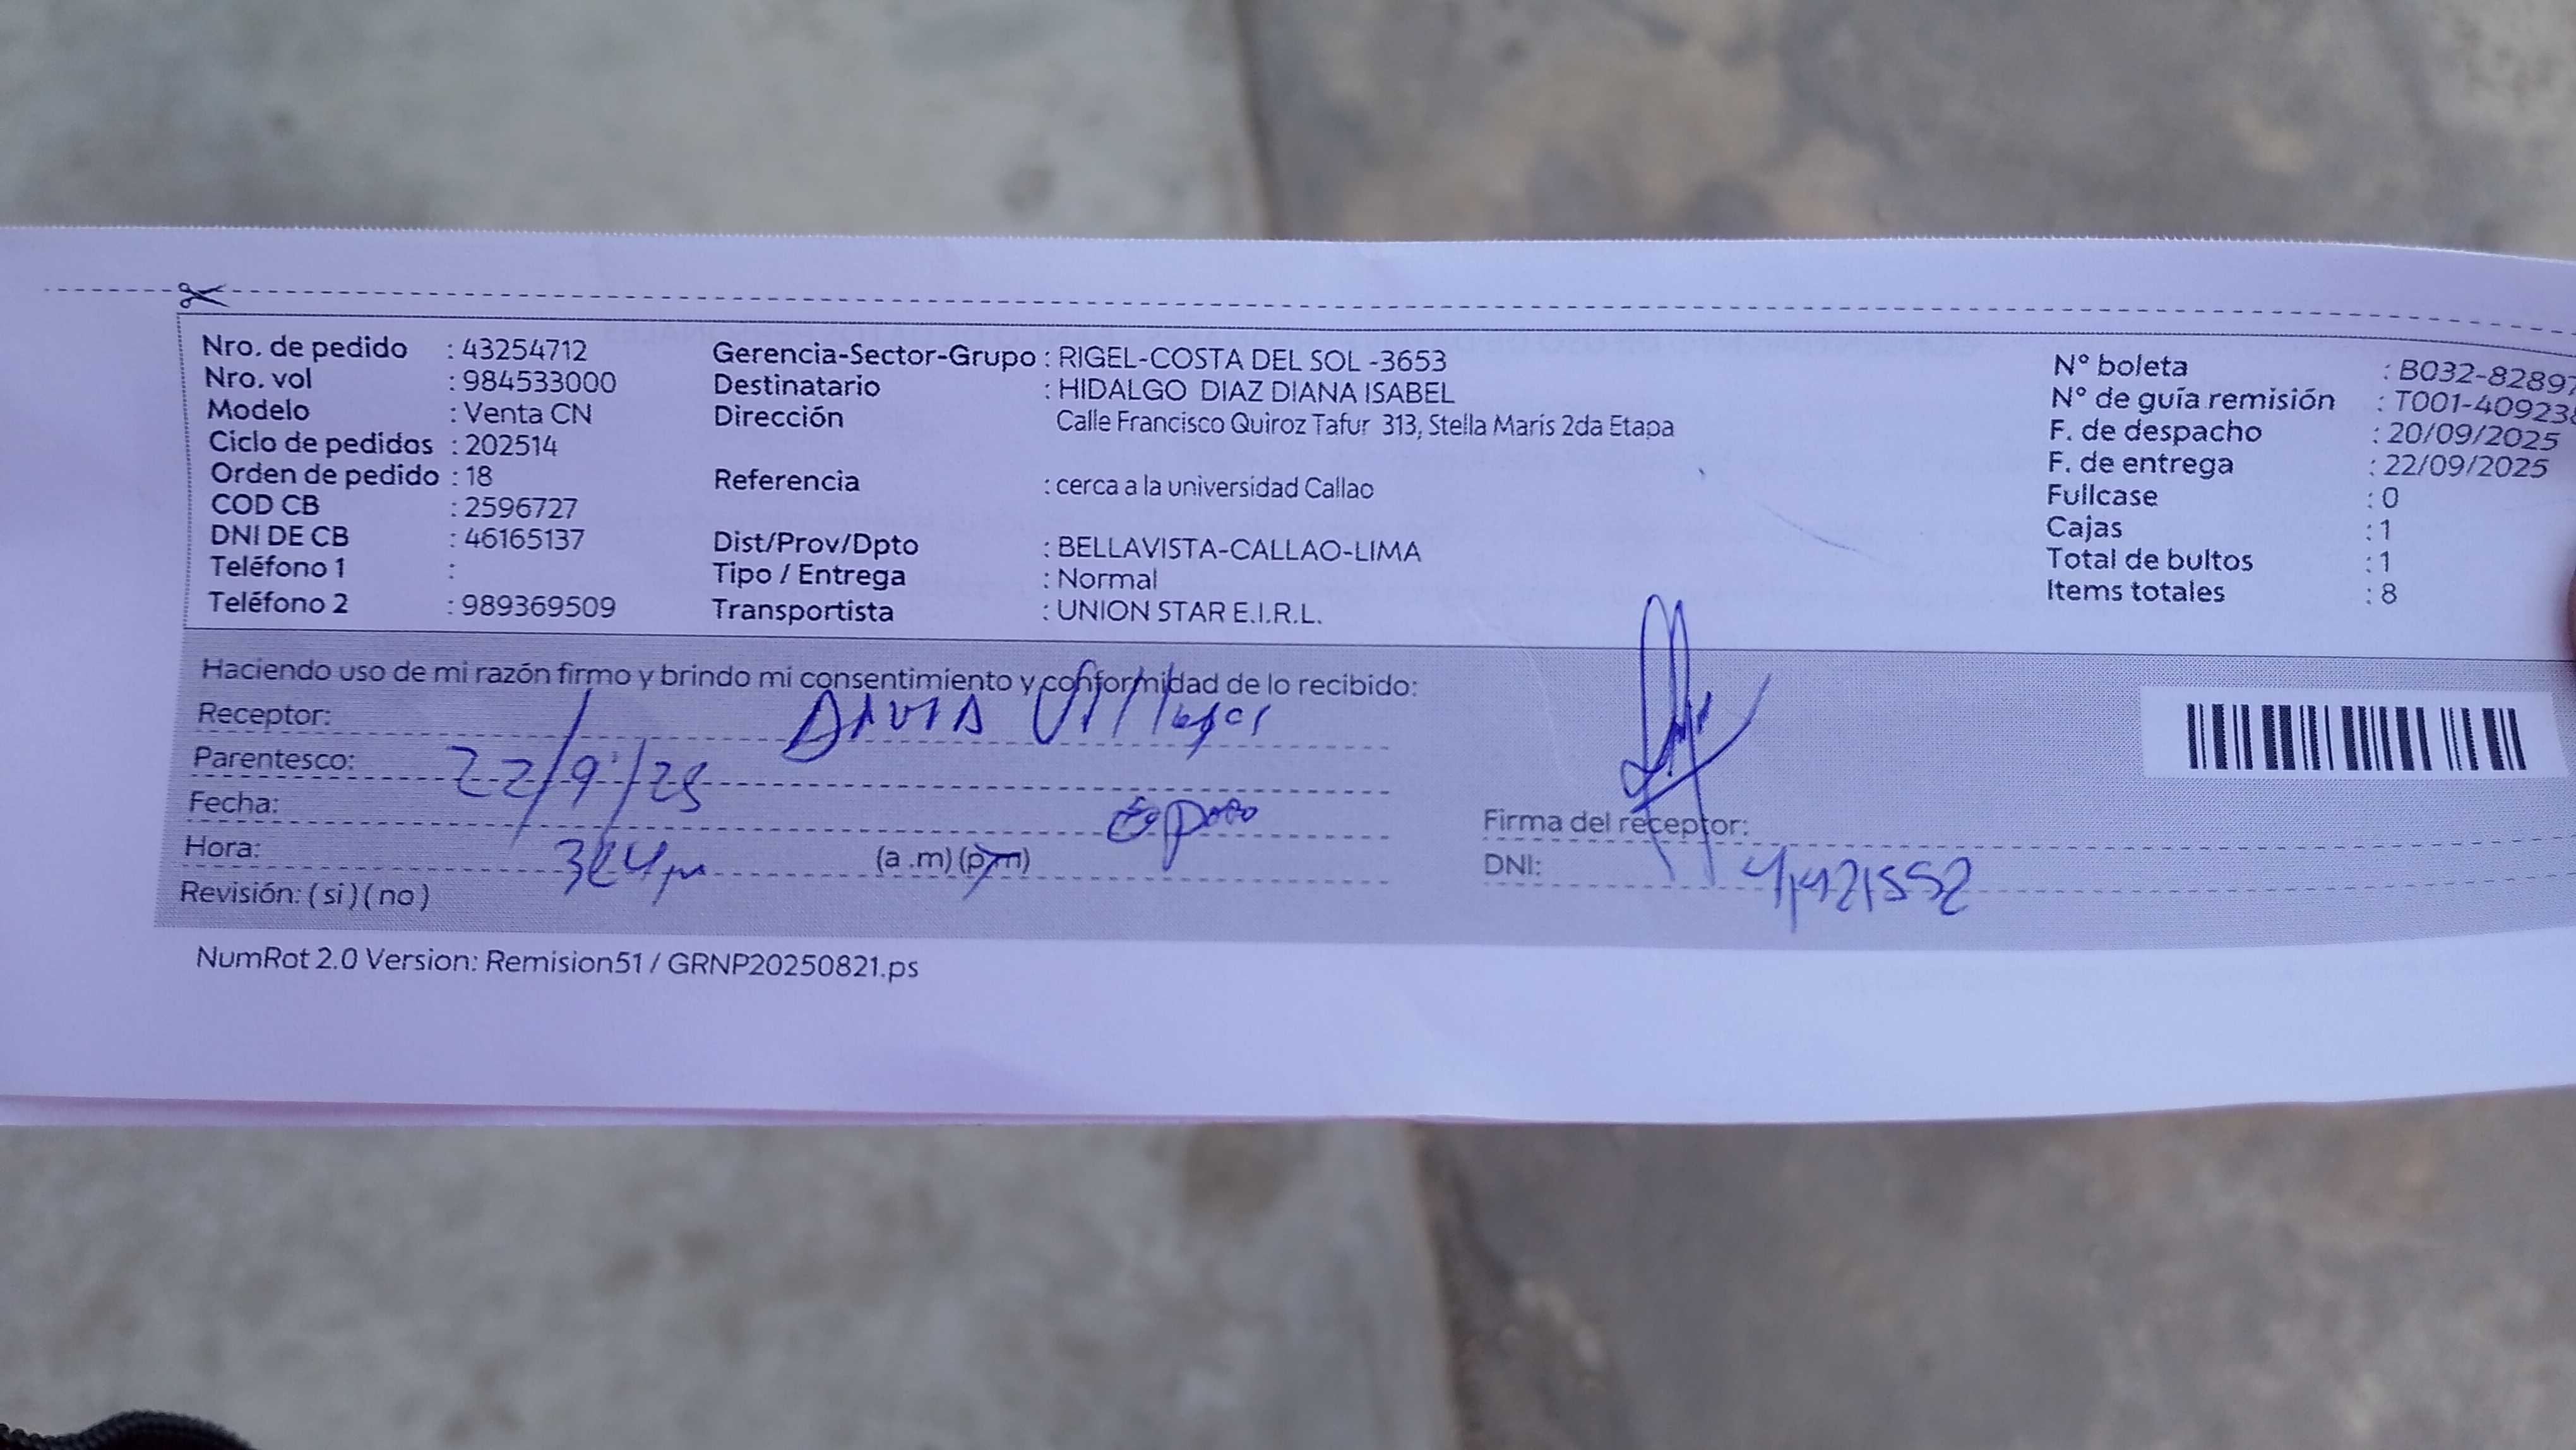 Nro. de pedido : 43254712
Nro. vol : 984533000
Modelo : Venta CN
Ciclo de pedidos : 202514
Orden de pedido : 18
COD CB : 2596727
DNI DE CB : 46165137
Teléfono 1 :
Teléfono 2 : 989369509
Gerencia-Sector-Grupo : RIGEL-COSTA DEL SOL -3653
Destinatario : HIDALGO DIAZ DIANA ISABEL
Dirección Calle Francisco Quiroz Tafur 313, Stella Maris 2da Etapa
Referencia : cerca a la universidad Callao
Dist/Prov/Dpto : BELLAVISTA-CALLAO-LIMA
Tipo / Entrega : Normal
Transportista : UNION STAR E.I.R.L.
N° boleta : B032-82897
N° de guía remisión : T001-40923
F. de despacho : 20/09/2025
F. de entrega : 22/09/2025
Fullcase : 0
Cajas : 1
Total de bultos : 1
Items totales : 8
Haciendo uso de mi razón firmo y brindo mi consentimiento y conformidad de lo recibido:
Receptor: DAVID
Parentesco: Esposo
Fecha: 22/9/25
Hora: (a .m) (p.m)
Revisión: ( si ) ( no )
Firma del receptor:
DNI:
NumRot 2.0 Version: Remision51 / GRNP20250821.ps